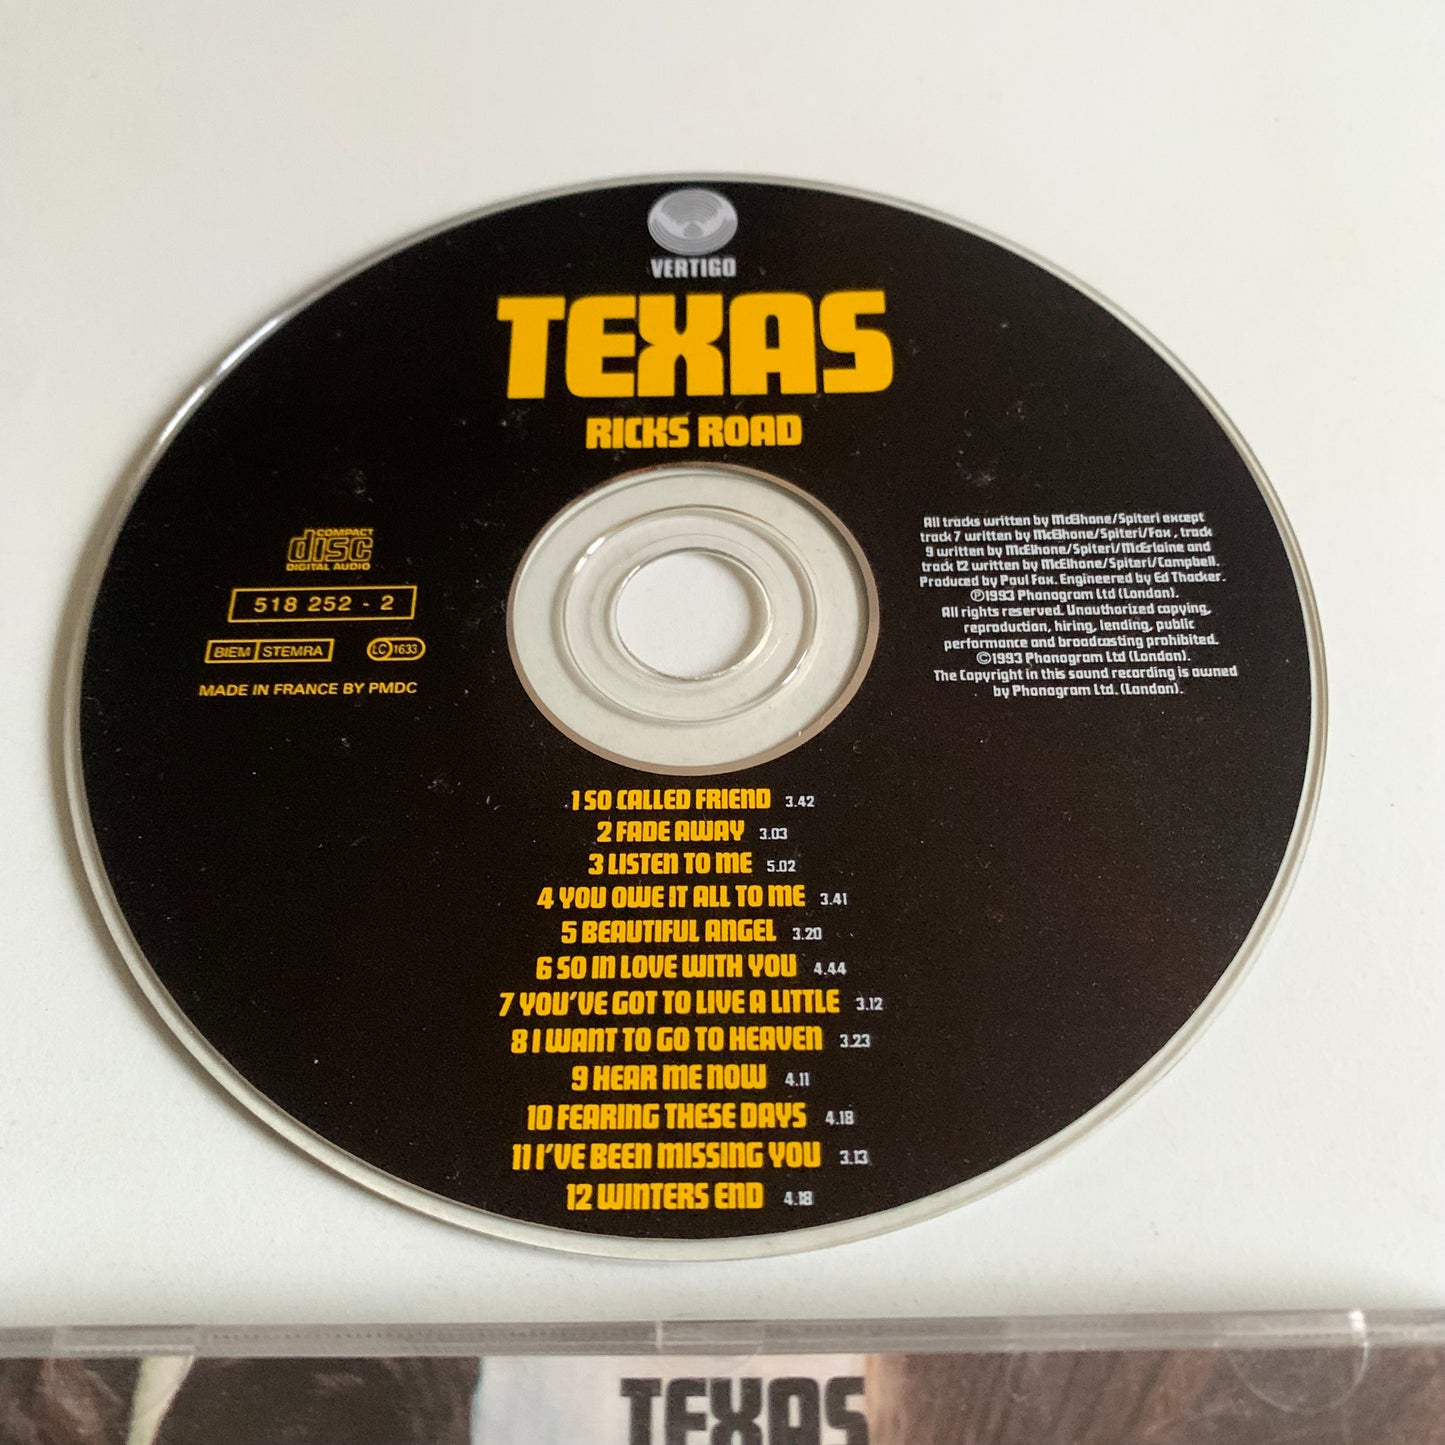 VERTIGO
TEXAS
RICKS ROAD
COMPACT
disc
DIGITAL AUDIO
518 252 - 2
BIEM STEMRA
LC 1633
MADE IN FRANCE BY PMDC
All tracks written by McElhone/Spiteri except
track 7 written by McElhone/Spiteri/Fox, track
9 written by McElhone/Spiteri/McErlaine and
track 12 written by McElhone/Spiteri/Campbell.
Produced by Paul Fox. Engineered by Ed Thacker.
℗1993 Phonogram Ltd (London).
All rights reserved. Unauthorized copying,
reproduction, hiring, lending, public
performance and broadcasting prohibited.
©1993 Phonogram Ltd (London).
The Copyright in this sound recording is owned
by Phonogram Ltd. (London).
1 SO CALLED FRIEND 3.42
2 FADE AWAY 3.03
3 LISTEN TO ME 5.02
4 YOU OWE IT ALL TO ME 3.41
5 BEAUTIFUL ANGEL 3.20
6 SO IN LOVE WITH YOU 4.44
7 YOU'VE GOT TO LIVE A LITTLE 3.12
8 I WANT TO GO TO HEAVEN 3.23
9 HEAR ME NOW 4.11
10 FEARING THESE DAYS 4.18
11 I'VE BEEN MISSING YOU 3.13
12 WINTERS END 4.18
TEXAS